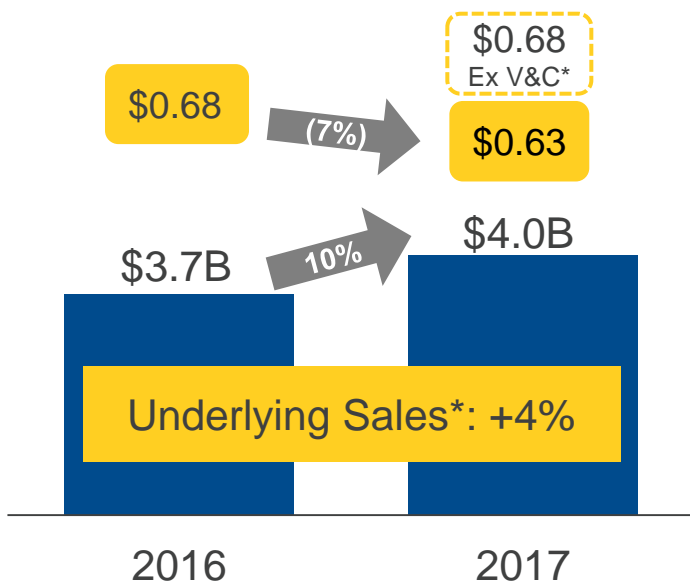 $0.68
Ex V&C*
$0.68
(7%)
$0.63
$3.7B
10%
$4.0B
Underlying Sales*: +4%
2016
2017